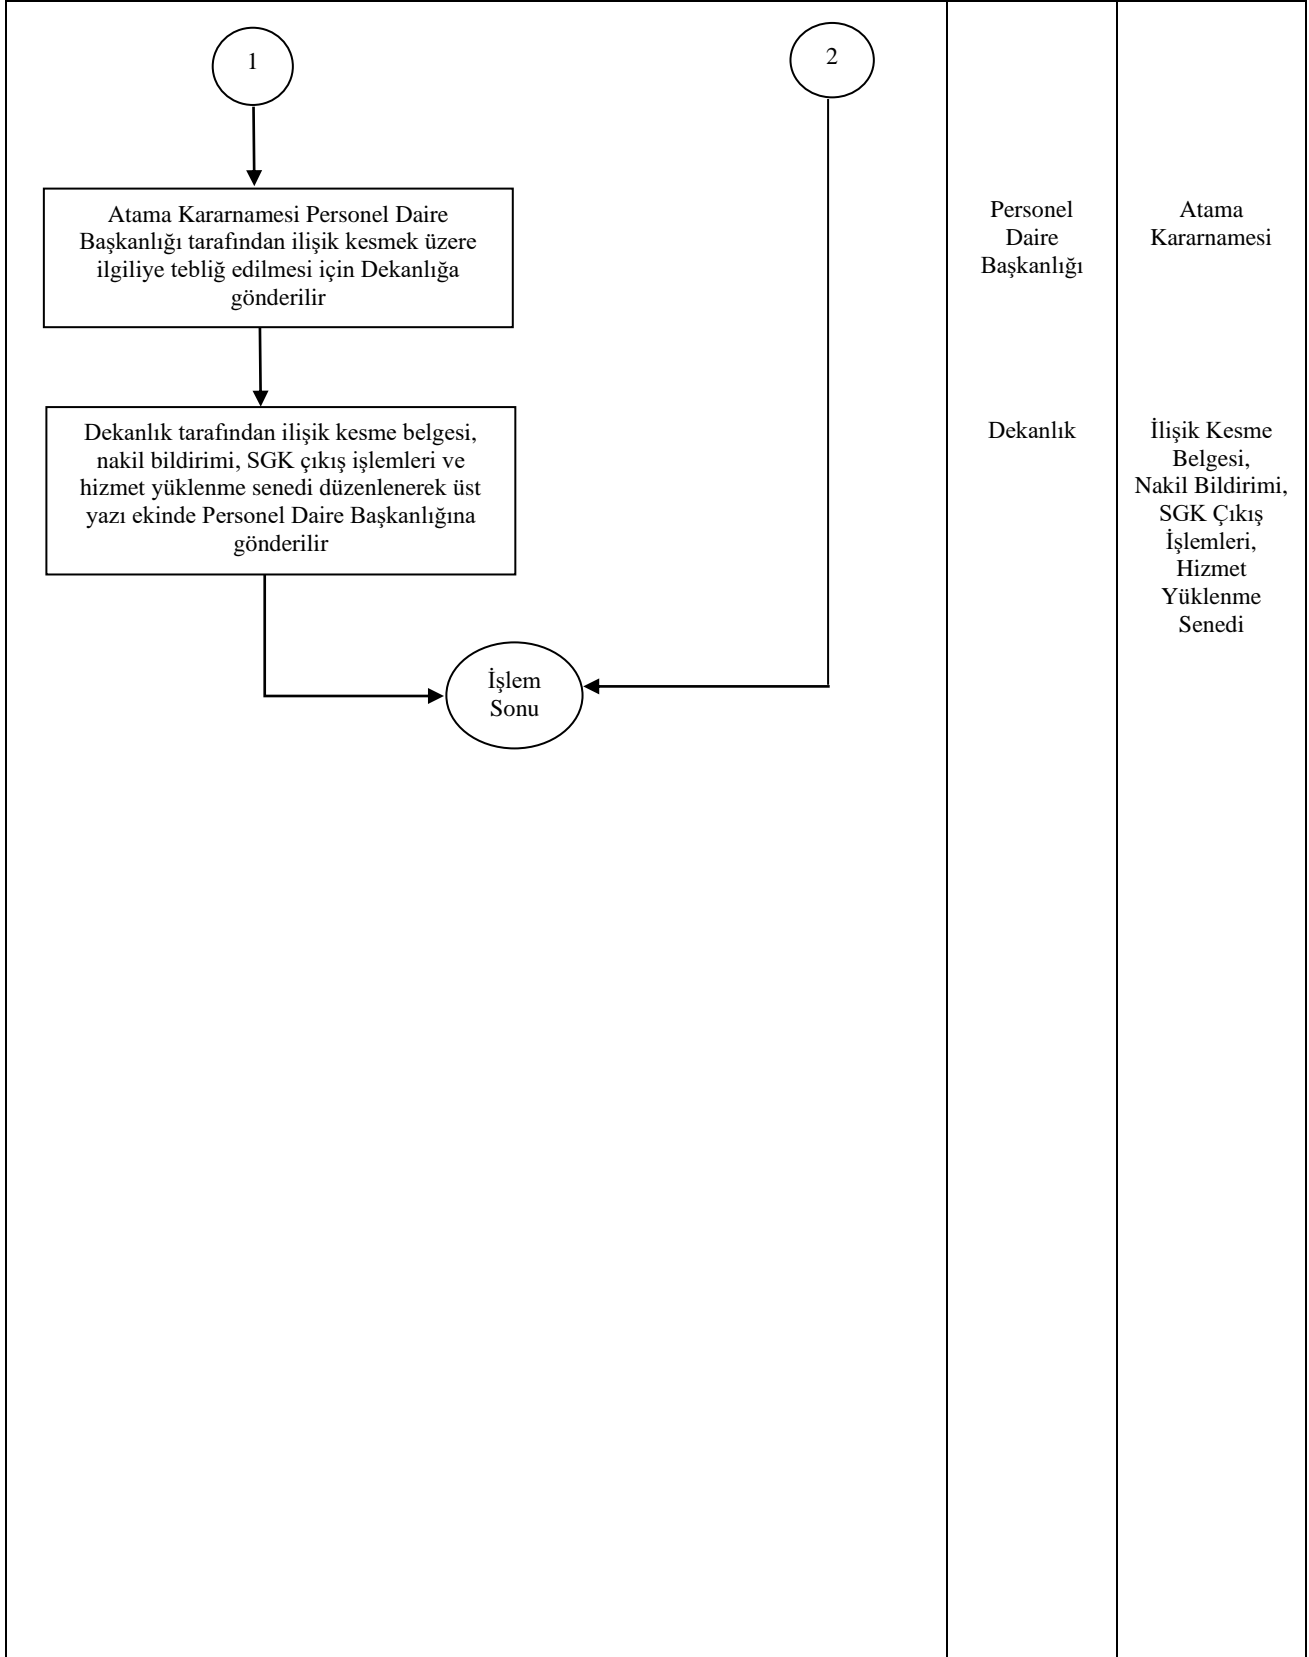 1
2
Atama Kararnamesi Personel Daire
Başkanlığı tarafından ilişik kesmek üzere
ilgiliye tebliğ edilmesi için Dekanlığa
gönderilir
Personel
Daire
Başkanlığı
Atama
Kararnamesi
Dekanlık tarafından ilişik kesme belgesi,
nakil bildirimi, SGK çıkış işlemleri ve
hizmet yüklenme senedi düzenlenerek üst
yazı ekinde Personel Daire Başkanlığına
gönderilir
Dekanlık
İlişik Kesme
Belgesi,
Nakil Bildirimi,
SGK Çıkış
İşlemleri,
Hizmet
Yüklenme
Senedi
İşlem
Sonu